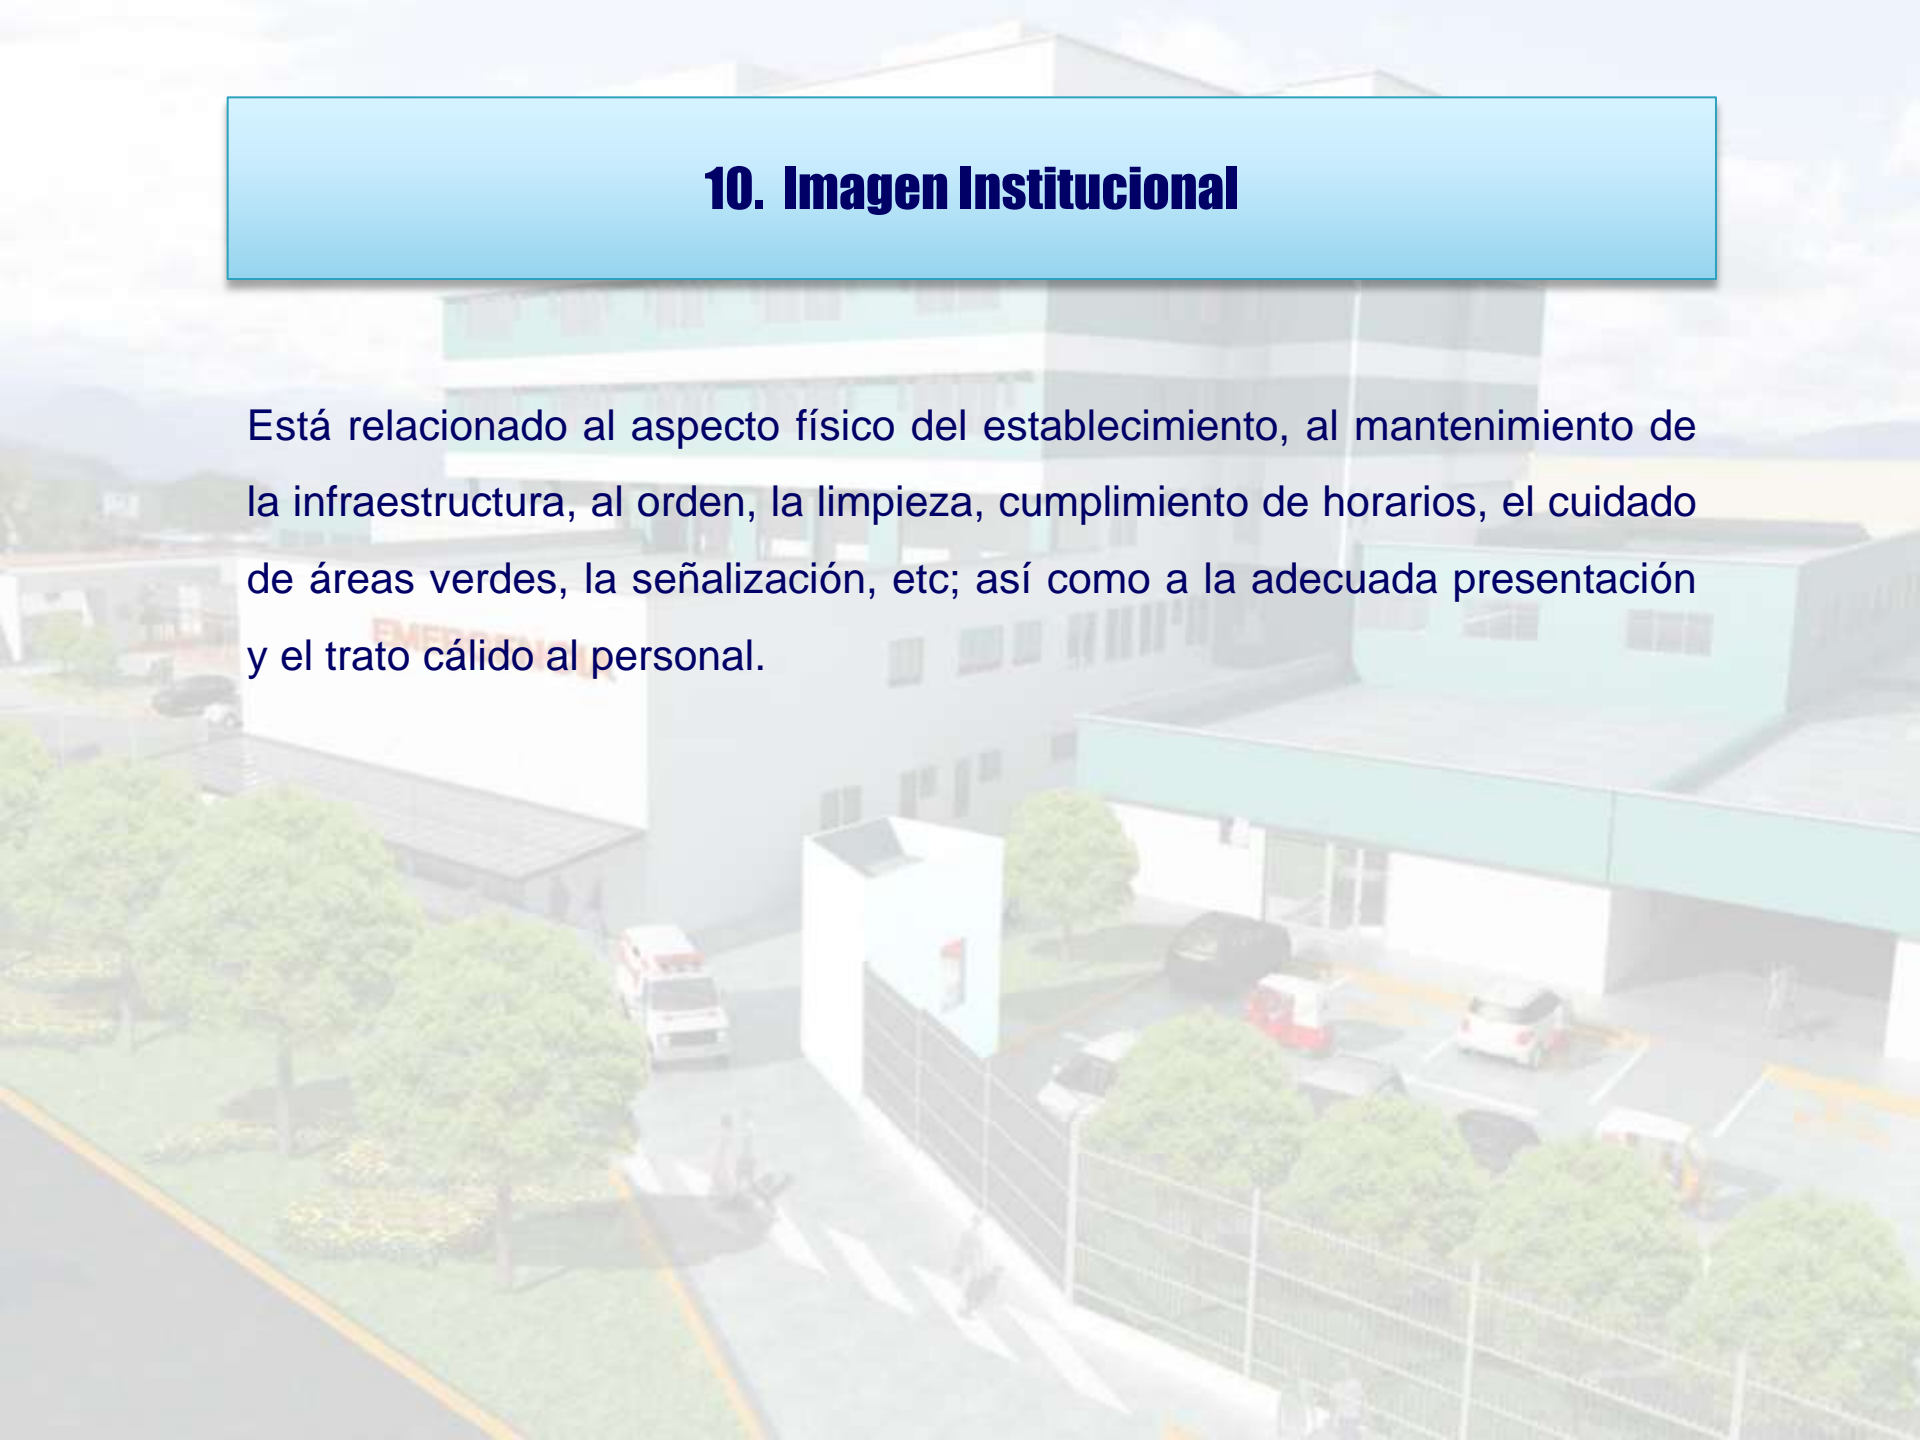 10. Imagen Institucional
Está relacionado al aspecto físico del establecimiento, al mantenimiento de
la infraestructura, al orden, la limpieza, cumplimiento de horarios, el cuidado
de áreas verdes, la señalización, etc; así como a la adecuada presentación
y el trato cálido al personal.
EMERGENCIA